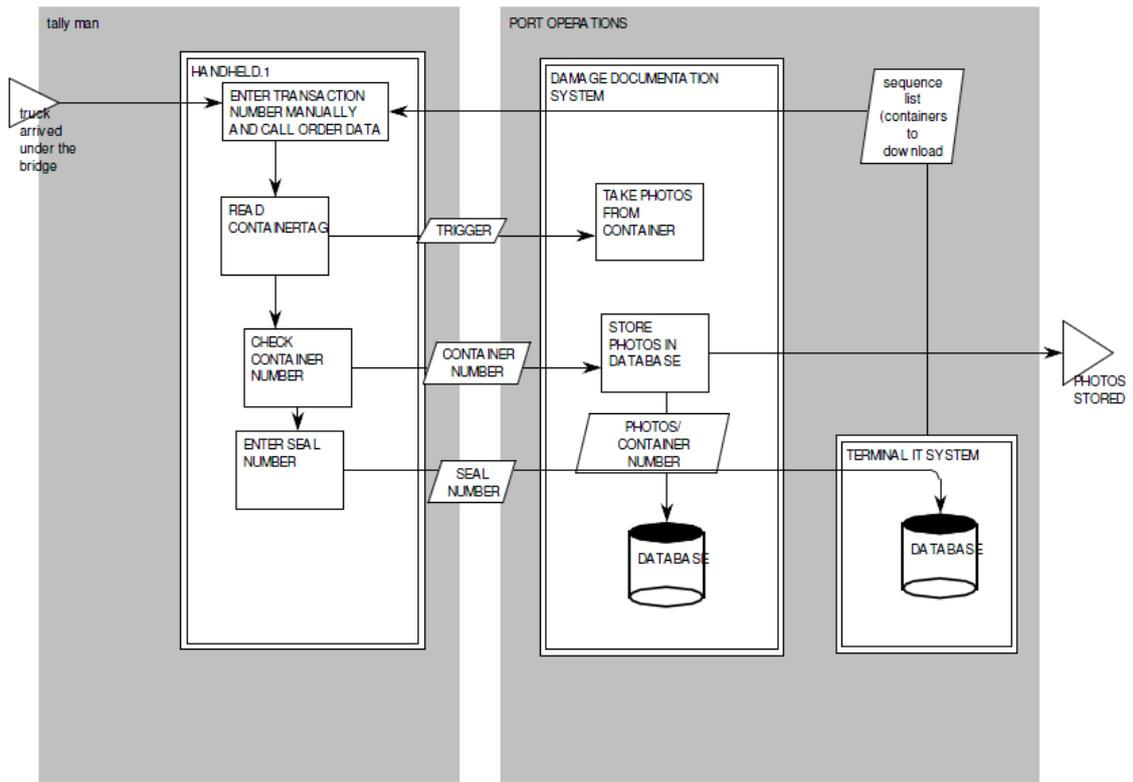 tally man
PORT OPERATIONS
HANDHELD.1
ENTER TRANSACTION
NUMBER MANUALLY
AND CALL ORDER DATA
truck
arrived
under the
bridge
DAMAGE DOCUMENTATION
SYSTEM
sequence
list
(containers
to
download
READ
CONTAINERTAG
TRIGGER
TAKE PHOTOS
FROM
CONTAINER
CHECK
CONTAINER
NUMBER
CONTAINER
NUMBER
STORE
PHOTOS IN
DATABASE
PHOTOS
STORED
ENTER SEAL
NUMBER
SEAL
NUMBER
PHOTOS/
CONTAINER
NUMBER
TERMINAL IT SYSTEM
DATABASE
DATABASE